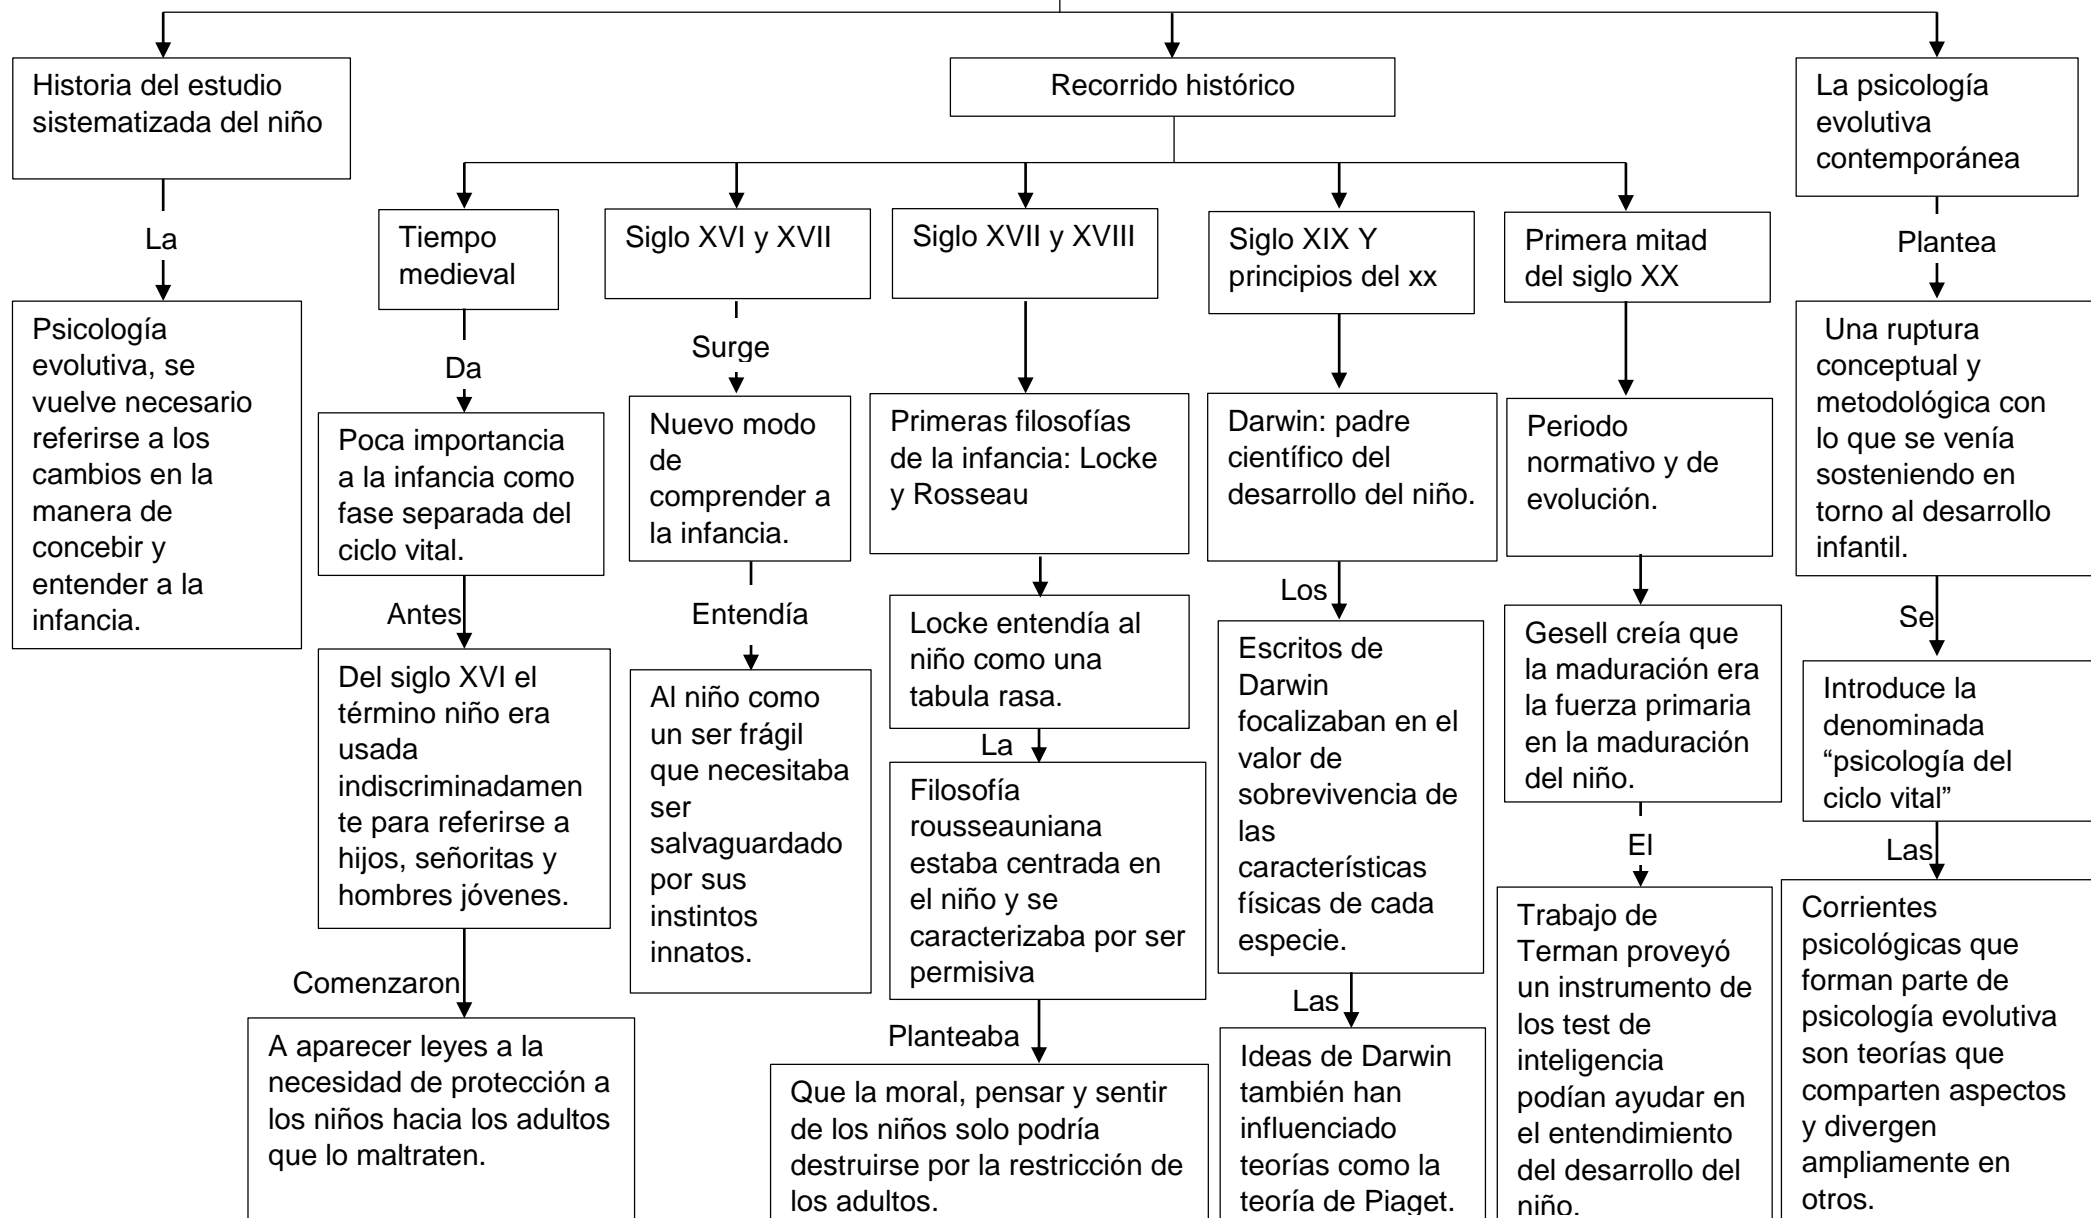 Historia del estudio
sistematizada del niño
La
Psicología
evolutiva, se
vuelve necesario
referirse a los
cambios en la
manera de
concebir y
entender a la
infancia.
Recorrido histórico
Tiempo
medieval
Da
Poca importancia
a la infancia como
fase separada del
ciclo vital.
Antes
Del siglo XVI el
término niño era
usada
indiscriminadamen
te para referirse a
hijos, señoritas y
hombres jóvenes.
Comenzaron
A aparecer leyes a la
necesidad de protección a
los niños hacia los adultos
que lo maltraten.
Siglo XVI y XVII
Surge
Nuevo modo
de
comprender a
la infancia.
Entendía
Al niño como
un ser frágil
que necesitaba
ser
salvaguardado
por sus
instintos
innatos.
Siglo XVII y XVIII
Primeras filosofías
de la infancia: Locke
y Rosseau
Locke entendía al
niño como una
tabula rasa.
La
Filosofía
rousseauniana
estaba centrada en
el niño y se
caracterizaba por ser
permisiva
Planteaba
Que la moral, pensar y sentir
de los niños solo podría
destruirse por la restricción de
los adultos.
Siglo XIX Y
principios del xx
Darwin: padre
científico del
desarrollo del niño.
Los
Escritos de
Darwin
focalizaban en el
valor de
sobrevivencia de
las
características
físicas de cada
especie.
Las
Ideas de Darwin
también han
influenciado
teorías como la
teoría de Piaget.
Primera mitad
del siglo XX
Periodo
normativo y de
evolución.
Gesell creía que
la maduración era
la fuerza primaria
en la maduración
del niño.
El
Trabajo de
Terman proveyó
un instrumento de
los test de
inteligencia
podían ayudar en
el entendimiento
del desarrollo del
niño.
La psicología
evolutiva
contemporánea
Plantea
Una ruptura
conceptual y
metodológica con
lo que se venía
sosteniendo en
torno al desarrollo
infantil.
Se
Introduce la
denominada
“psicología del
ciclo vital”
Las
Corrientes
psicológicas que
forman parte de
psicología evolutiva
son teorías que
comparten aspectos
y divergen
ampliamente en
otros.